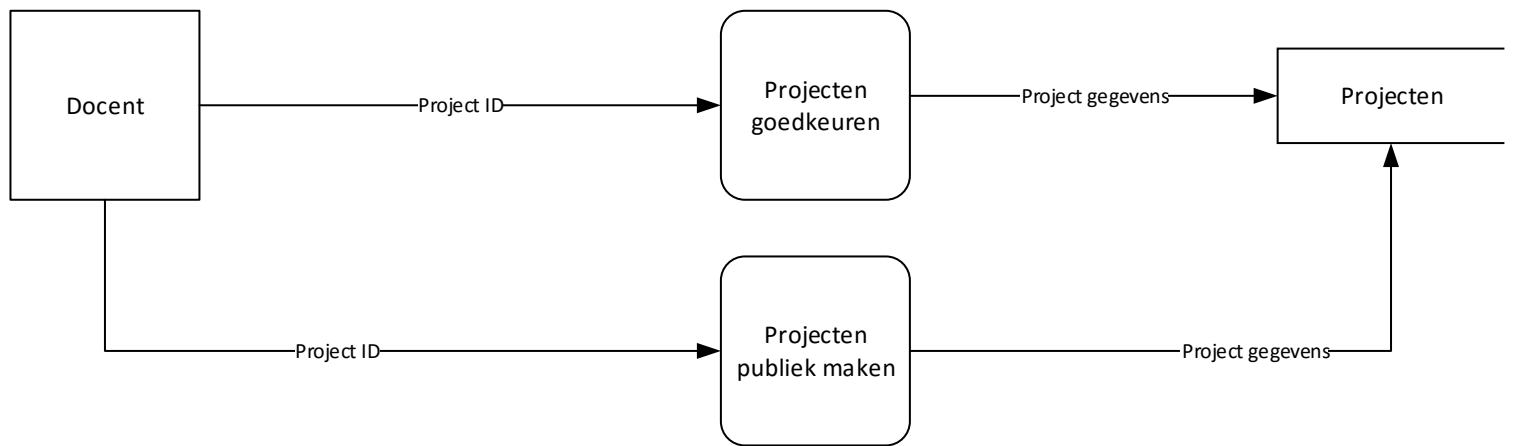 Docent
Project ID
Projecten
goedkeuren
Project gegevens
Projecten
Project ID
Projecten
publiek maken
Project gegevens